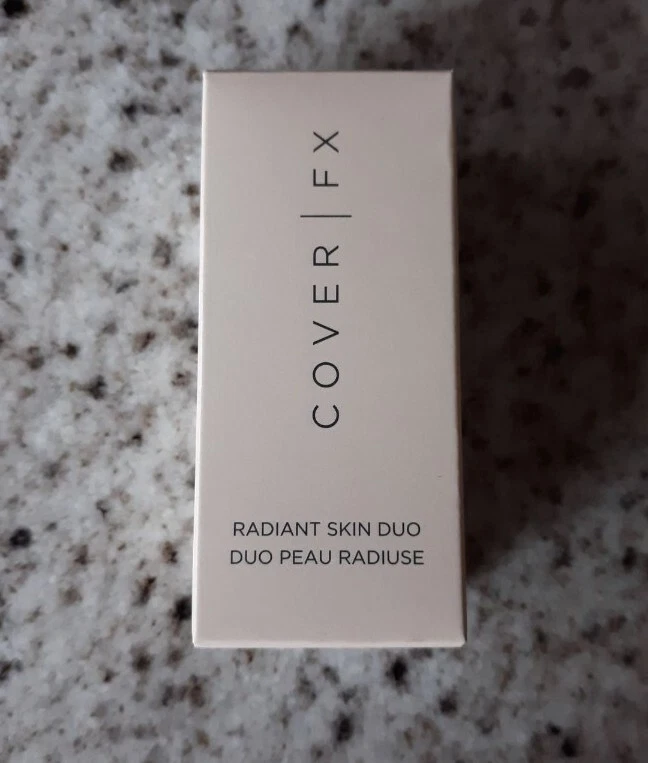 COVER | FX
RADIANT SKIN DUO
DUO PEAU RADIUSE